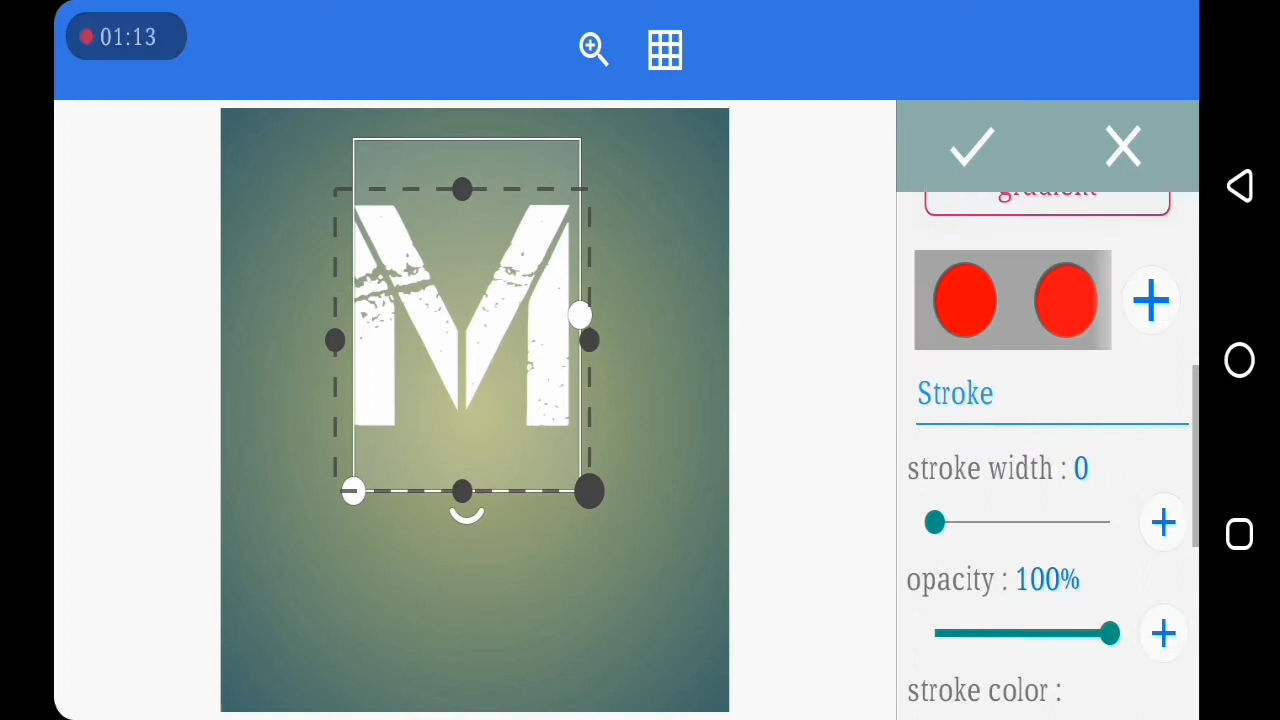 01:13
M
gradient
Stroke
stroke width : 0
opacity : 100%
stroke color :